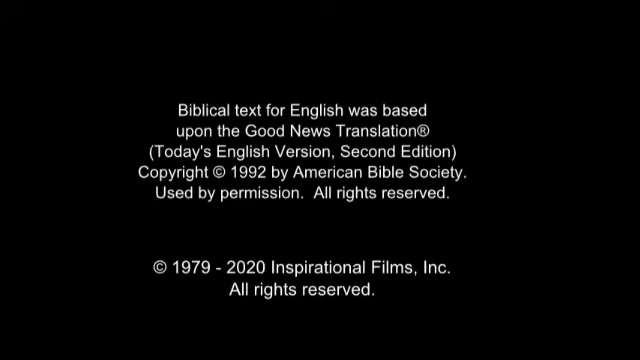 Biblical text for English was based
upon the Good News Translation®
(Today's English Version, Second Edition)
Copyright © 1992 by American Bible Society.
Used by permission.  All rights reserved.
© 1979 - 2020 Inspirational Films, Inc.
All rights reserved.